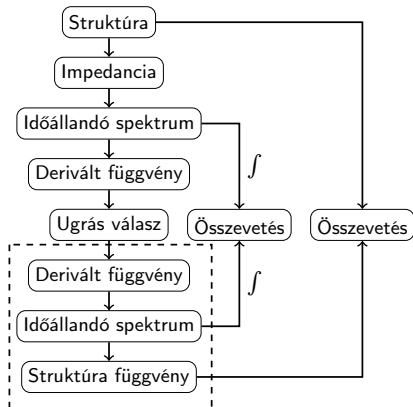 Struktúra
Impedancia
Időállandó spektrum
Derivált függvény
∫
Ugrás válasz
Összevetés
Összevetés
Derivált függvény
∫
Időállandó spektrum
Struktúra függvény